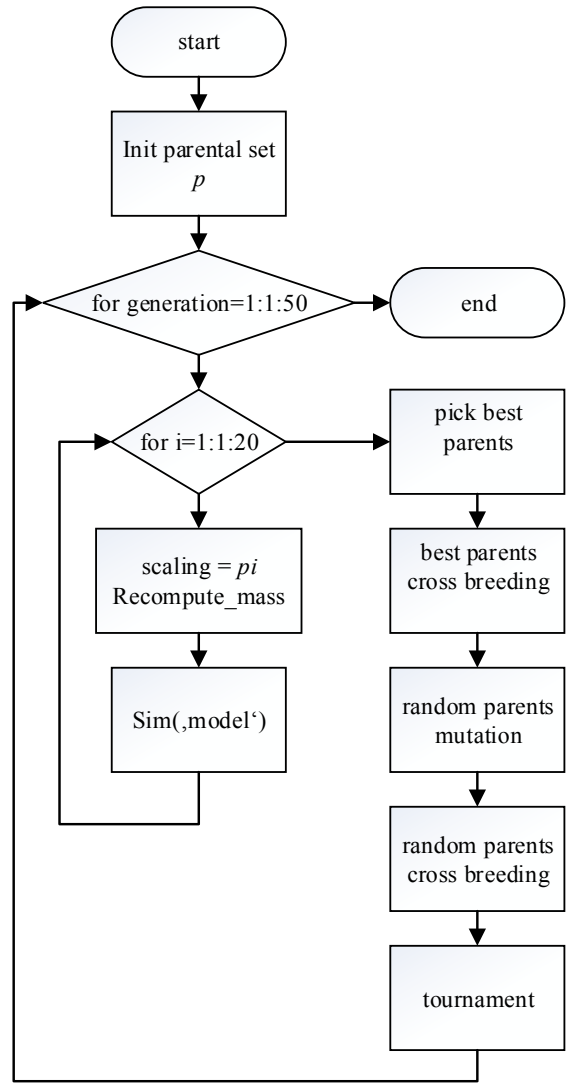 start
Init parental set
p
for generation=1:1:50
end
for i=1:1:20
pick best
parents
scaling = pi
Recompute_mass
best parents
cross breeding
Sim(‚model‘)
random parents
mutation
random parents
cross breeding
tournament